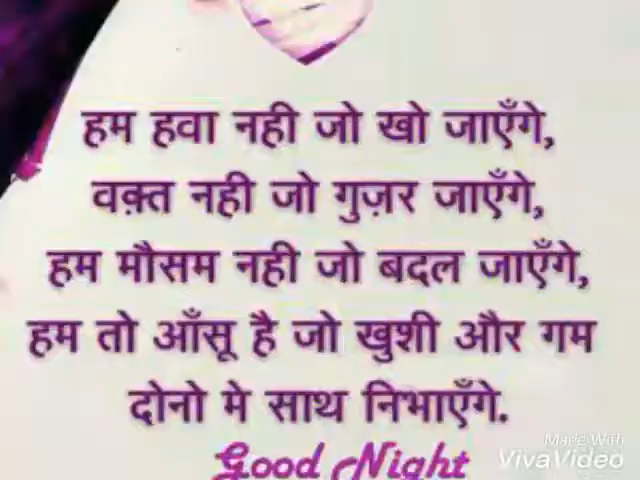 हम हवा नही जो खो जाएँगे,
वक़्त नही जो गुज़र जाएँगे,
हम मौसम नही जो बदल जाएँगे,
हम तो आँसू है जो खुशी और गम
दोनो मे साथ निभाएँगे.
Good Night
Made With
VivaVideo